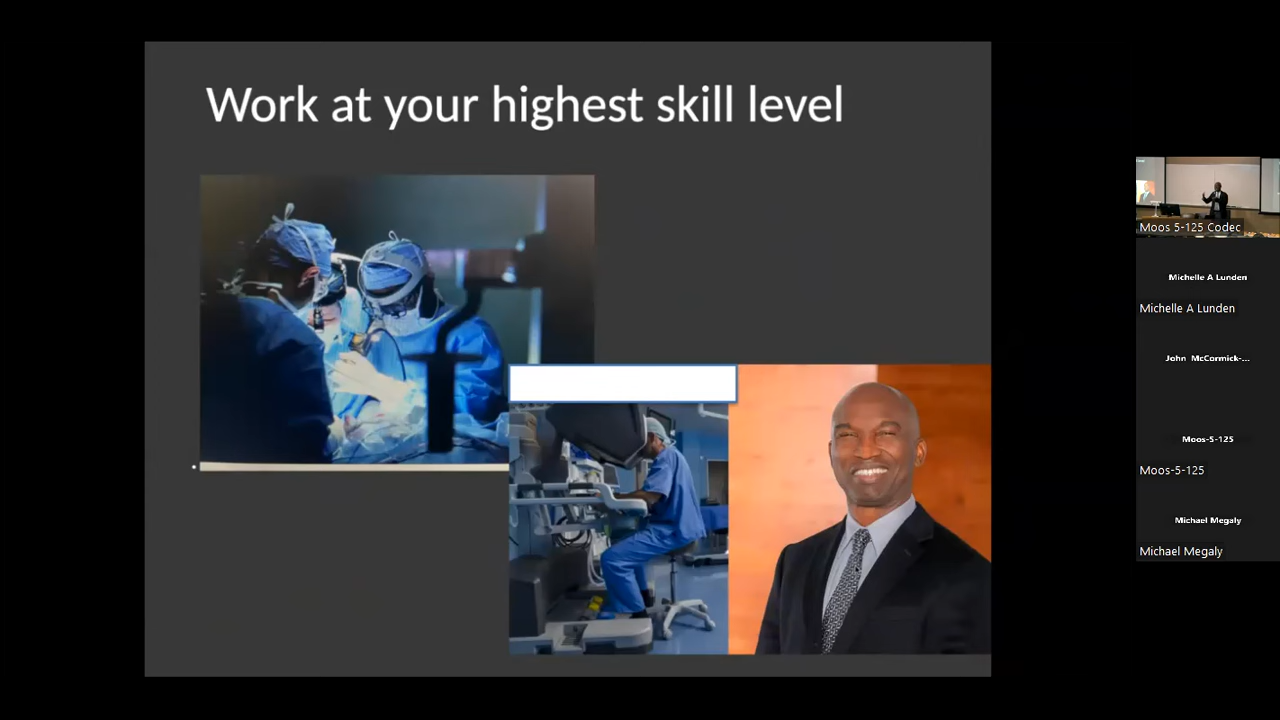 Work at your highest skill level
Moos 5-125 Codec
Michelle A Lunden
Michelle A Lunden
John McCormick-...
Moos-5-125
Moos-5-125
Michael Megaly
Michael Megaly